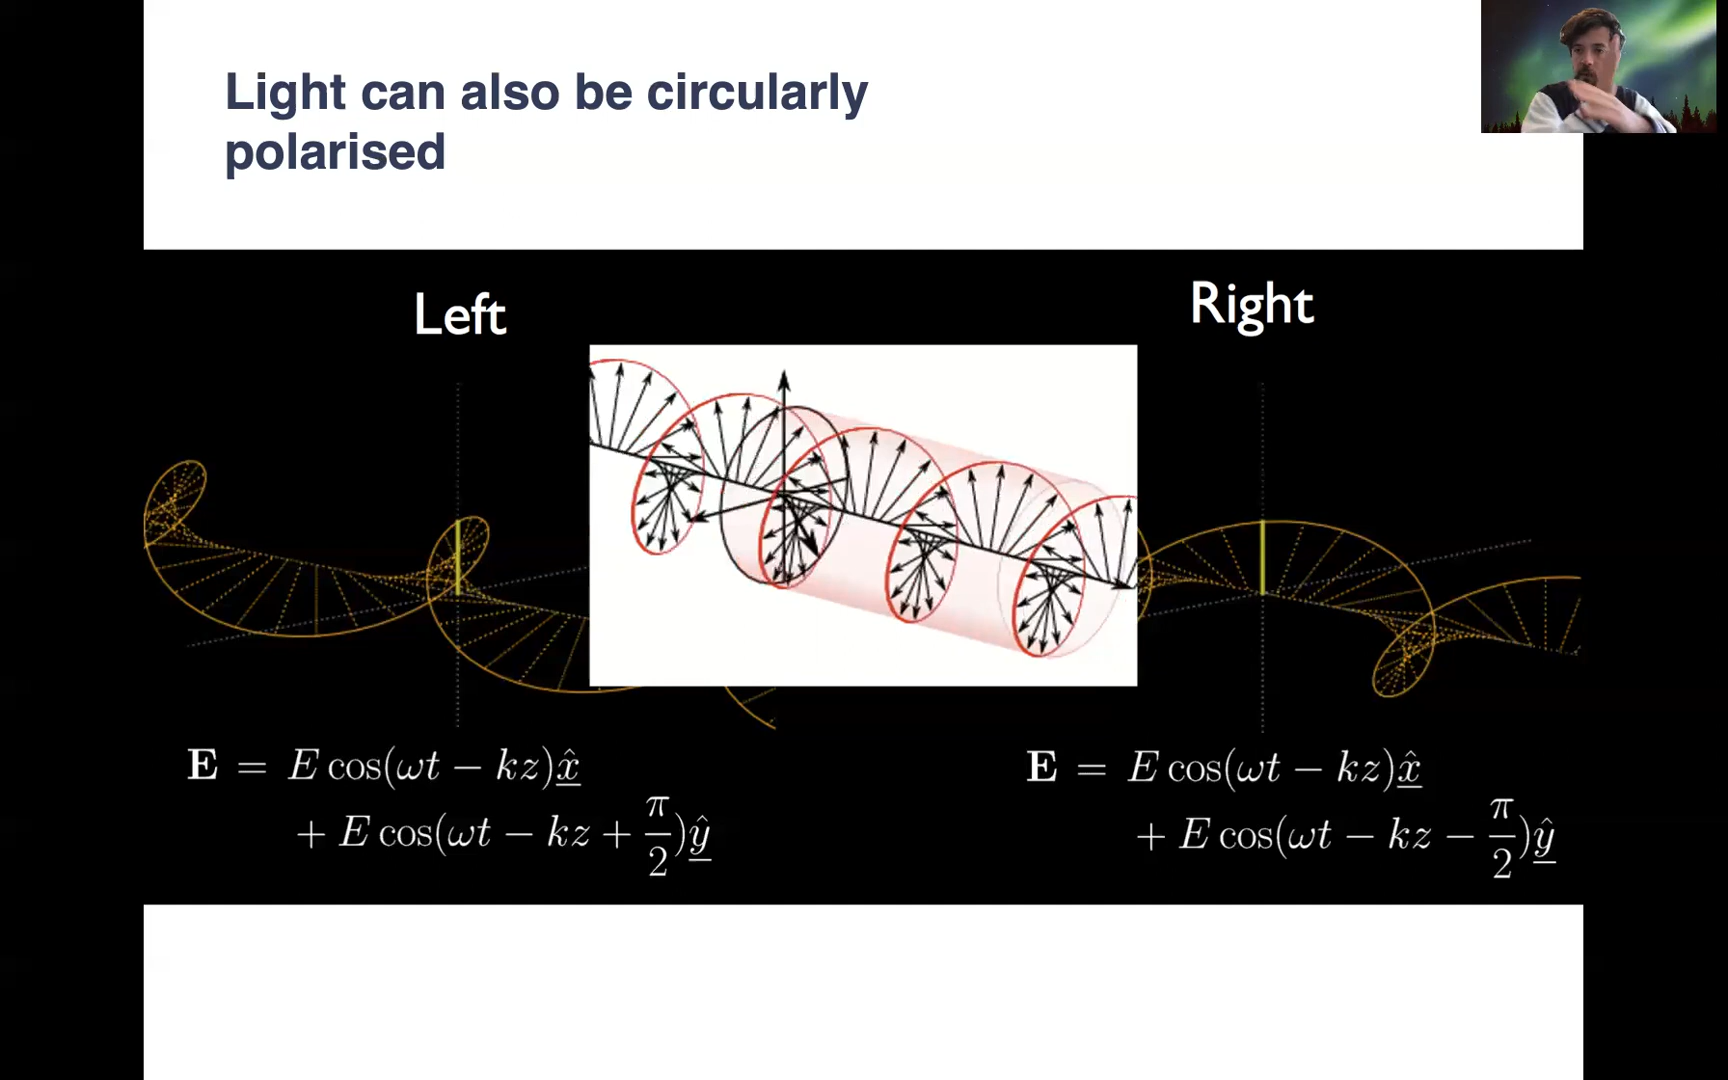 Light can also be circularly
polarised
Left
Right
E = E cos(ωt − kz)x̲̂
+ E cos(ωt − kz + π/2)ŷ̲
E = E cos(ωt − kz)x̲̂
+ E cos(ωt − kz − π/2)ŷ̲